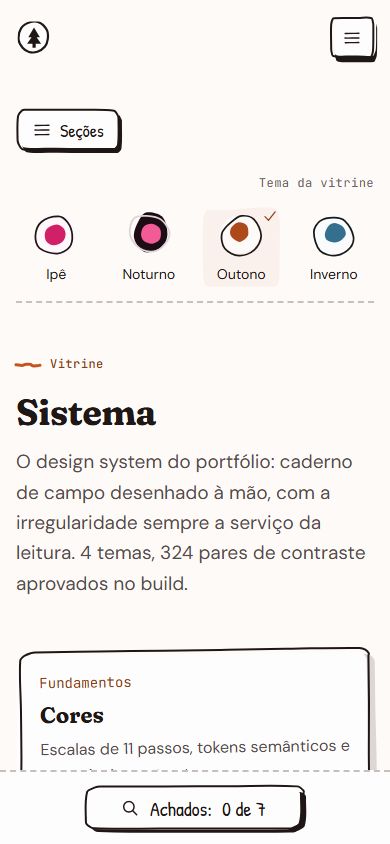 Seções
Tema da vitrine
Ipê
Noturno
Outono
Inverno
Vitrine
Sistema
O design system do portfólio: caderno
de campo desenhado à mão, com a
irregularidade sempre a serviço da
leitura. 4 temas, 324 pares de contraste
aprovados no build.
Fundamentos
Cores
Escalas de 11 passos, tokens semânticos e
Achados: 0 de 7